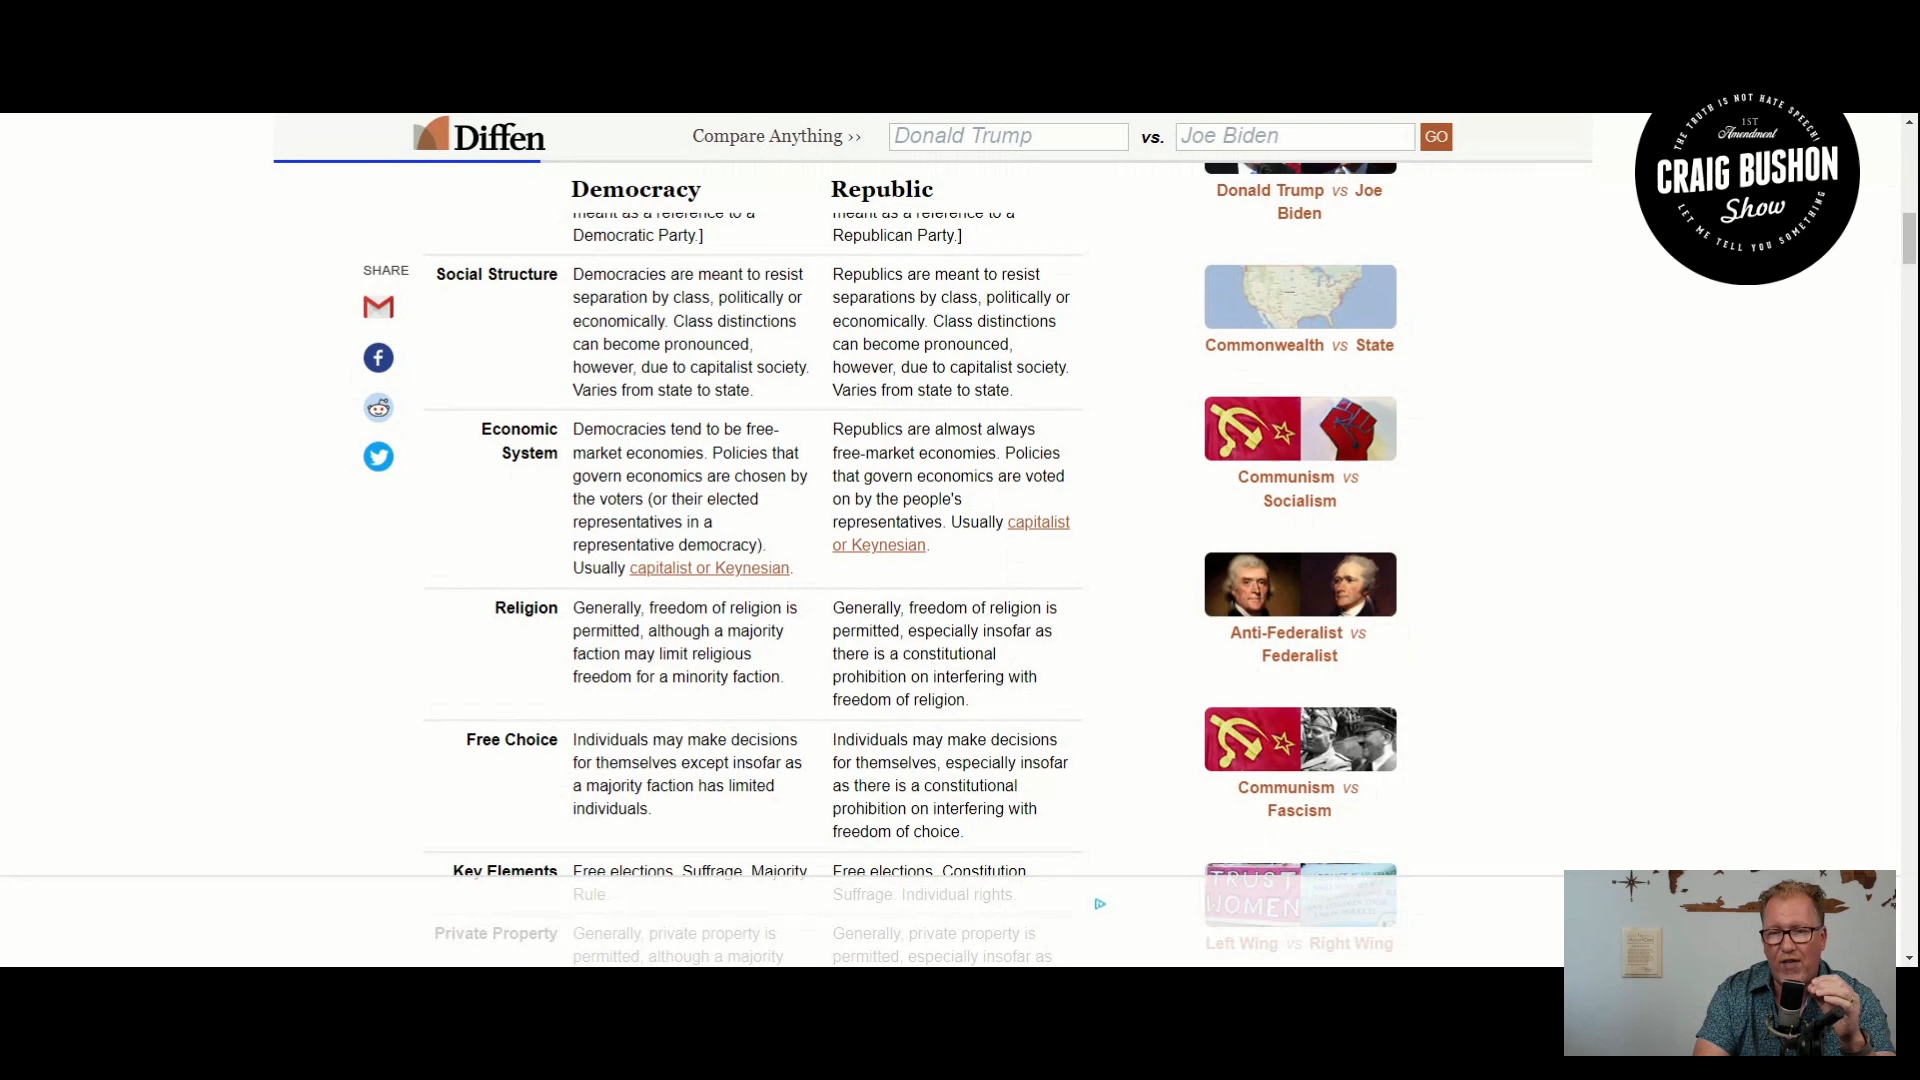 Diffen
Compare Anything ››
Donald Trump
vs.
Joe Biden
GO
THE TRUTH IS NOT HATE SPEECH!
1ST
Amendment
CRAIG BUSHON
Show
LET ME TELL YOU SOMETHING
Democracy
Republic
meant as a reference to a
Democratic Party.]
meant as a reference to a
Republican Party.]
SHARE
Social Structure
Democracies are meant to resist
separation by class, politically or
economically. Class distinctions
can become pronounced,
however, due to capitalist society.
Varies from state to state.
Republics are meant to resist
separations by class, politically or
economically. Class distinctions
can become pronounced,
however, due to capitalist society.
Varies from state to state.
Economic
System
Democracies tend to be free-
market economies. Policies that
govern economics are chosen by
the voters (or their elected
representatives in a
representative democracy).
Usually capitalist or Keynesian.
Republics are almost always
free-market economies. Policies
that govern economics are voted
on by the people's
representatives. Usually capitalist
or Keynesian.
Religion
Generally, freedom of religion is
permitted, although a majority
faction may limit religious
freedom for a minority faction.
Generally, freedom of religion is
permitted, especially insofar as
there is a constitutional
prohibition on interfering with
freedom of religion.
Free Choice
Individuals may make decisions
for themselves except insofar as
a majority faction has limited
individuals.
Individuals may make decisions
for themselves, especially insofar
as there is a constitutional
prohibition on interfering with
freedom of choice.
Key Elements
Free elections. Suffrage. Majority
Rule.
Free elections. Constitution.
Suffrage. Individual rights.
Private Property
Generally, private property is
permitted, although a majority
Generally, private property is
permitted, especially insofar as
Donald Trump vs Joe
Biden
Commonwealth vs State
Communism vs
Socialism
Anti-Federalist vs
Federalist
Communism vs
Fascism
TRUST
WOMEN
Left Wing vs Right Wing